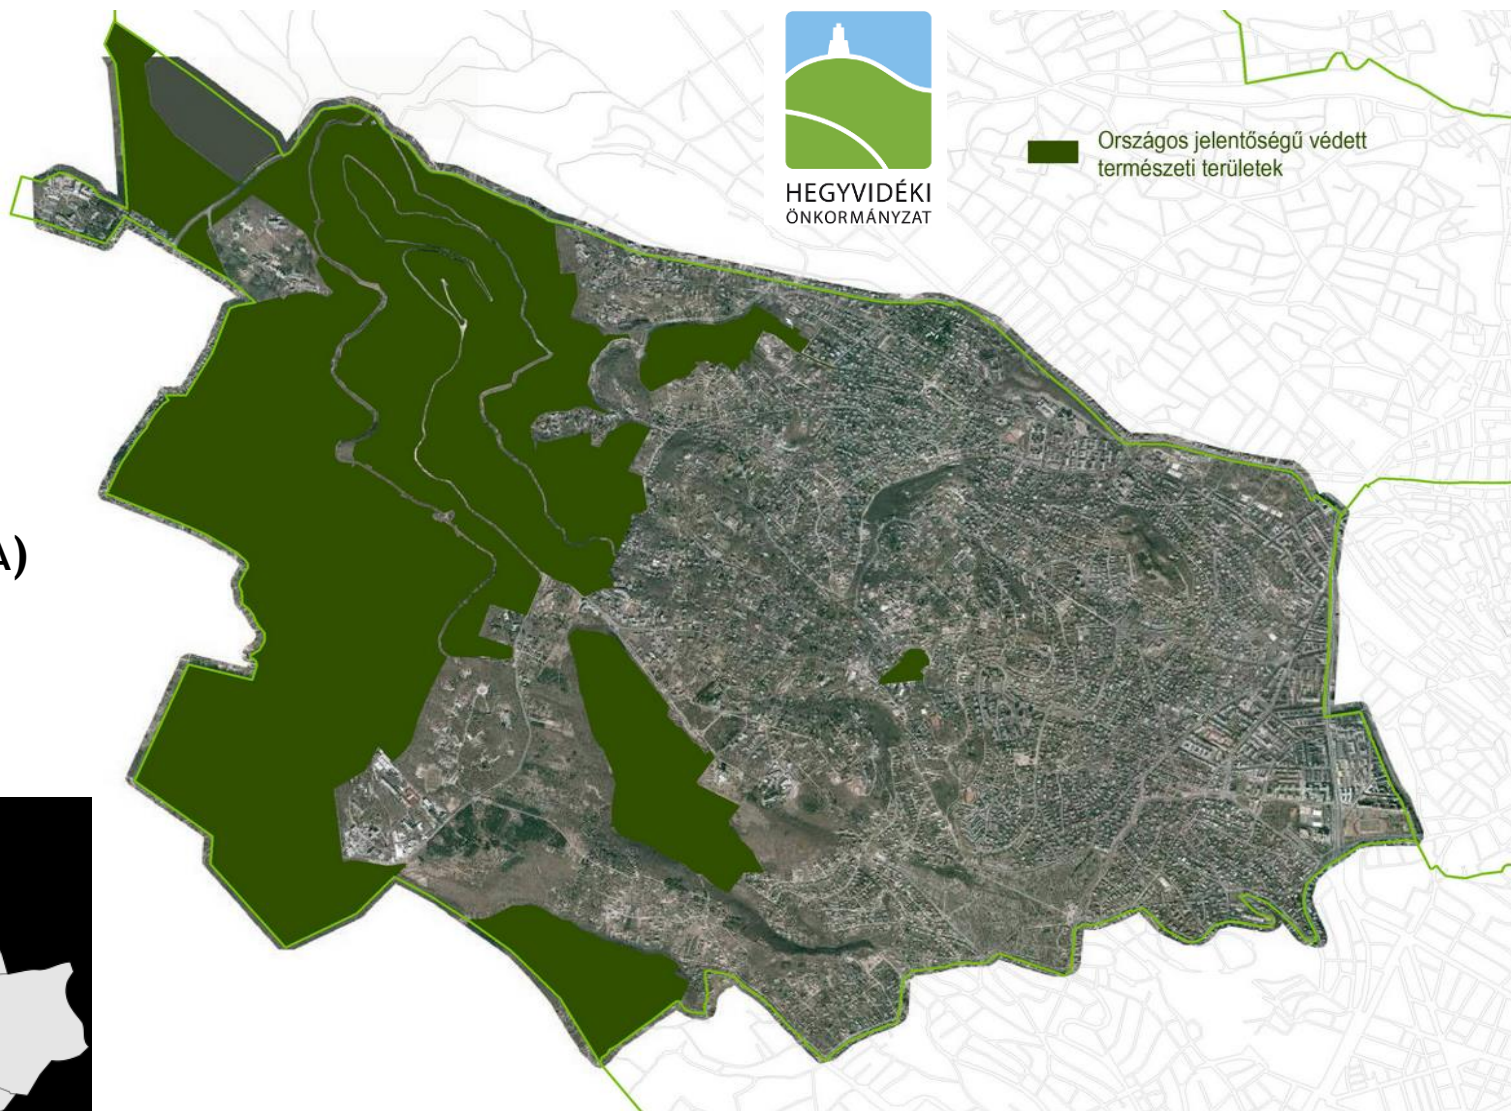 HEGYVIDÉKI
ÖNKORMÁNYZAT
Országos jelentőségű védett
természeti területek
A)